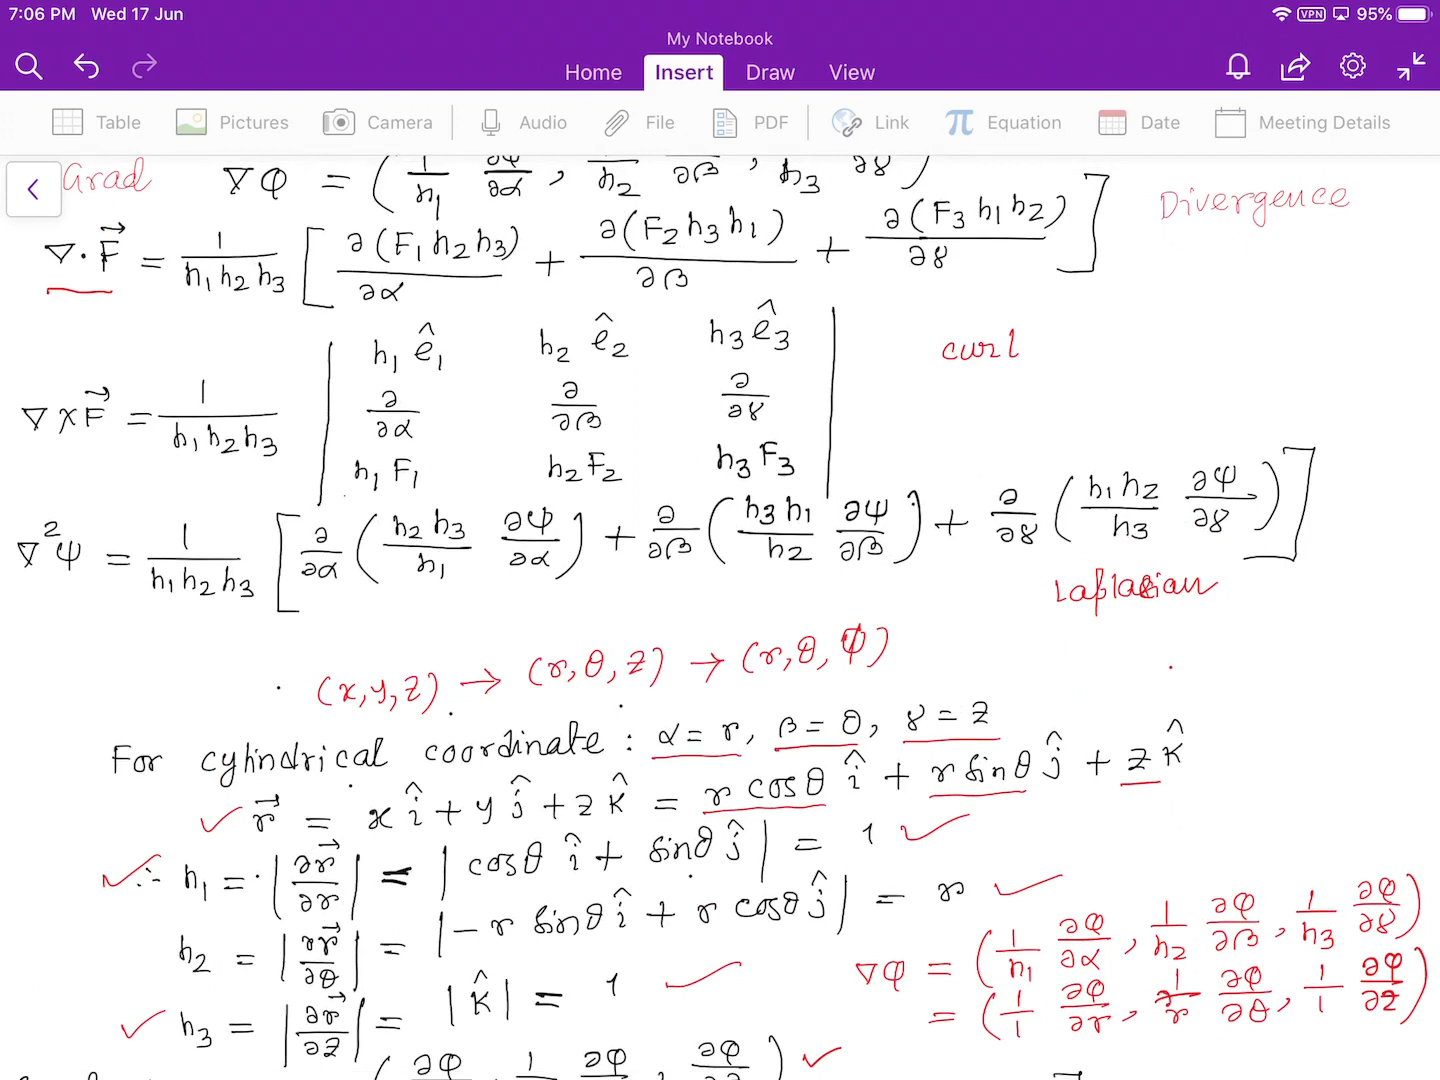 7:06 PM Wed 17 Jun VPN 95%
My Notebook
Home Insert Draw View
Table Pictures Camera Audio File PDF Link Equation Date Meeting Details
Grad ∇φ = (1/h₁ ∂φ/∂α, 1/h₂ ∂φ/∂β, 1/h₃ ∂φ/∂γ)
Divergence
∇·F⃗ = 1/(h₁h₂h₃) [∂(F₁h₂h₃)/∂α + ∂(F₂h₃h₁)/∂β + ∂(F₃h₁h₂)/∂γ]
∇×F⃗ = 1/(h₁h₂h₃) | h₁ê₁ h₂ê₂ h₃ê₃ |
| ∂/∂α ∂/∂β ∂/∂γ |
| h₁F₁ h₂F₂ h₃F₃ |
curl
∇²ψ = 1/(h₁h₂h₃) [∂/∂α (h₂h₃/h₁ ∂ψ/∂α) + ∂/∂β (h₃h₁/h₂ ∂ψ/∂β) + ∂/∂γ (h₁h₂/h₃ ∂ψ/∂γ)]
Laplacian
(x,y,z) → (r,θ,z) → (r,θ,φ)
For cylindrical coordinate : α = r, β = θ, γ = z
✓ r⃗ = x î + y ĵ + z k̂ = r cosθ î + r sinθ ĵ + z k̂
✓ ∴ h₁ = |∂r⃗/∂r| = |cosθ î + sinθ ĵ| = 1 ✓
h₂ = |∂r⃗/∂θ| = |-r sinθ î + r cosθ ĵ| = r ✓
✓ h₃ = |∂r⃗/∂z| = |k̂| = 1 ✓
∇φ = (1/h₁ ∂φ/∂α, 1/h₂ ∂φ/∂β, 1/h₃ ∂φ/∂γ)
= (1/1 ∂φ/∂r, 1/r ∂φ/∂θ, 1/1 ∂φ/∂z)